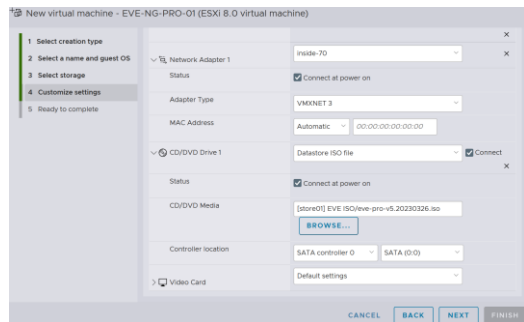 New virtual machine - EVE-NG-PRO-01 (ESXi 8.0 virtual machine)
1 Select creation type
2 Select a name and guest OS
3 Select storage
4 Customize settings
5 Ready to complete
Network Adapter 1
inside-70
Status
Connect at power on
Adapter Type
VMXNET 3
MAC Address
Automatic
00:00:00:00:00:00
CD/DVD Drive 1
Datastore ISO file
Connect
Status
Connect at power on
CD/DVD Media
[store01] EVE ISO/eve-pro-v5.20230326.iso
BROWSE...
Controller location
SATA controller 0
SATA (0:0)
Video Card
Default settings
CANCEL
BACK
NEXT
FINISH